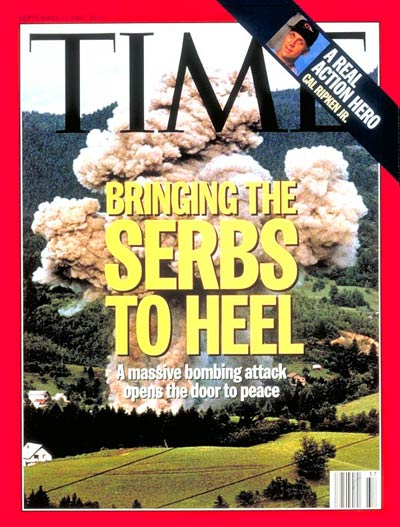 TIME
A REAL
ACTION HERO
CAL RIPKEN JR.
BRINGING THE
SERBS
TO HEEL
A massive bombing attack
opens the door to peace
37